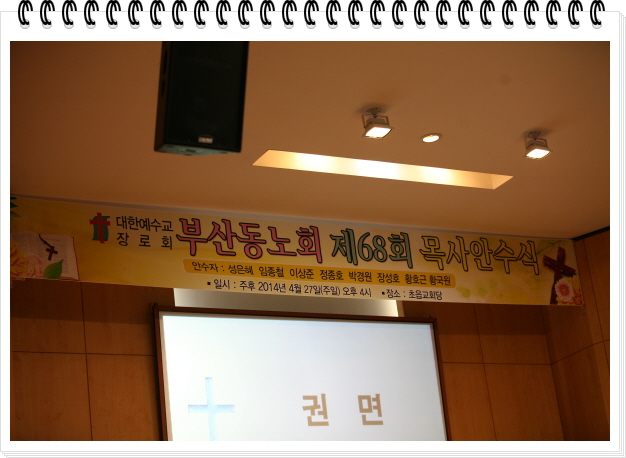 대한예수교
장로회
부산동노회 제68회 목사안수식
안수자 : 성은혜 임종철 이상준 정종호 박경원 장성호 황호근 황국원
▪ 일시 : 주후 2014년 4월 27일(주일) 오후 4시 ▪ 장소 : 초읍교회당
권 면